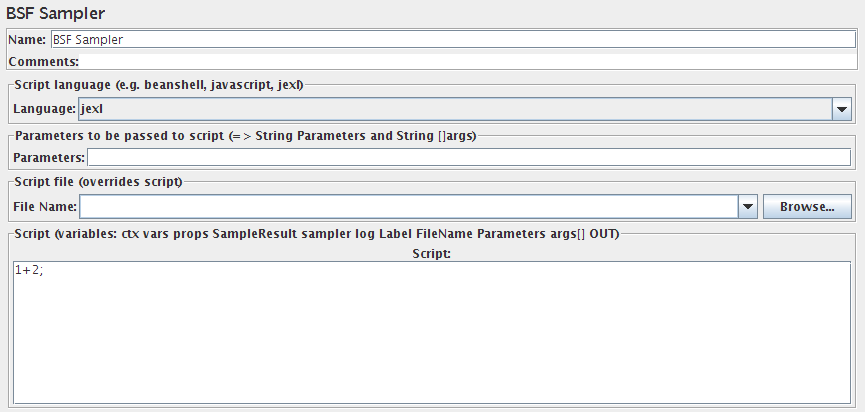 BSF Sampler
Name: BSF Sampler
Comments:
Script language (e.g. beanshell, javascript, jexl)
Language: jexl
Parameters to be passed to script (=> String Parameters and String []args)
Parameters:
Script file (overrides script)
File Name: Browse...
Script (variables: ctx vars props SampleResult sampler log Label FileName Parameters args[] OUT)
Script:
1+2;